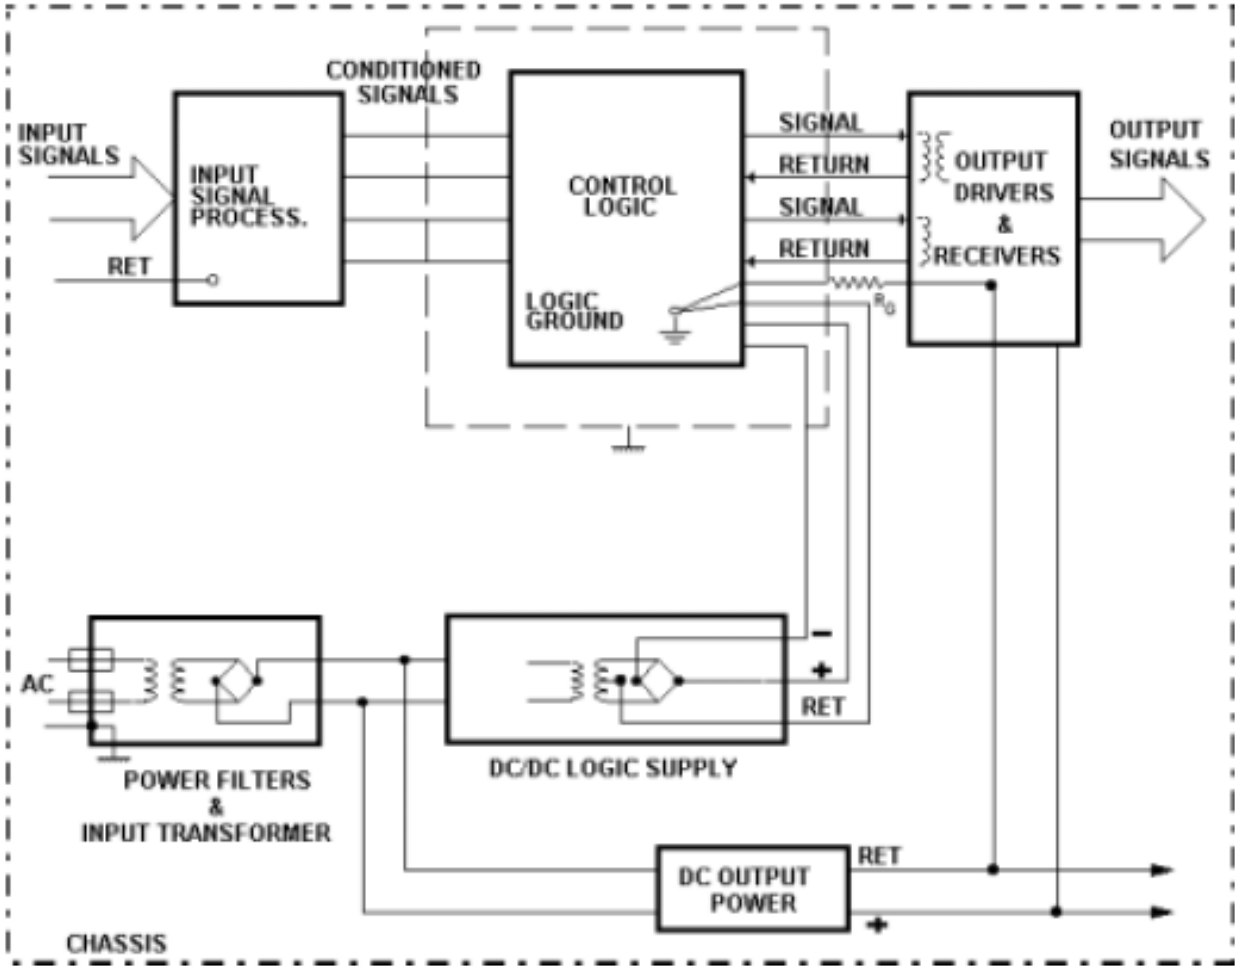 CONDITIONED
SIGNALS
INPUT
SIGNALS
INPUT
SIGNAL
PROCESS.
RET
CONTROL
LOGIC
LOGIC
GROUND
SIGNAL
RETURN
SIGNAL
RETURN
R G
OUTPUT
DRIVERS
&
RECEIVERS
OUTPUT
SIGNALS
AC
POWER FILTERS
&
INPUT TRANSFORMER
–
+
RET
DC/DC LOGIC SUPPLY
DC OUTPUT
POWER
RET
+
CHASSIS